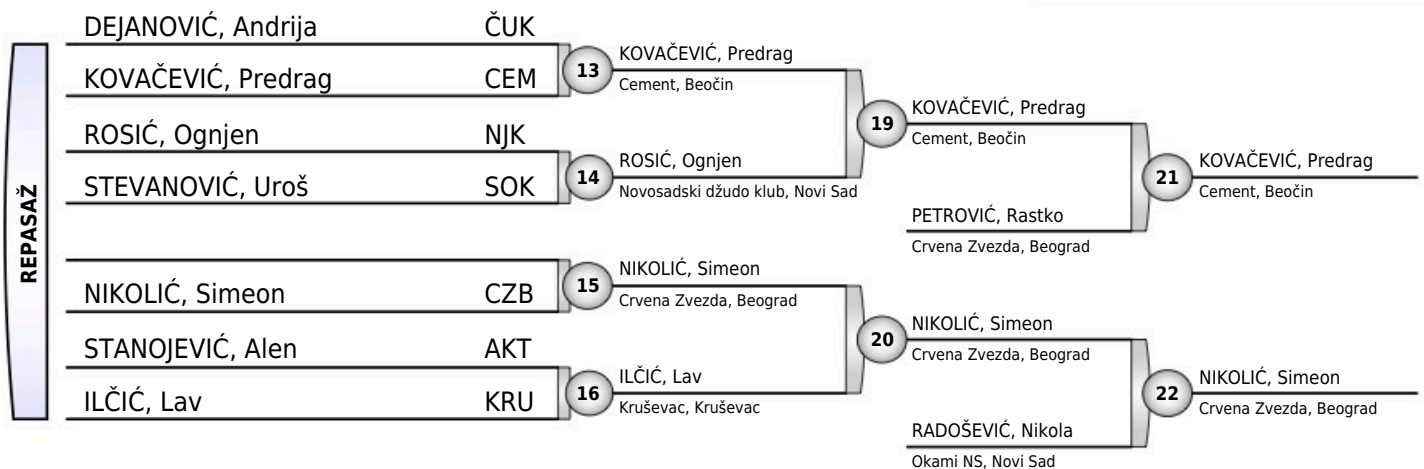 REPASAŽ
DEJANOVIĆ, Andrija ČUK
KOVAČEVIĆ, Predrag CEM
ROSIĆ, Ognjen NJK
STEVANOVIĆ, Uroš SOK
NIKOLIĆ, Simeon CZB
STANOJEVIĆ, Alen AKT
ILČIĆ, Lav KRU
13
KOVAČEVIĆ, Predrag
Cement, Beočin
14
ROSIĆ, Ognjen
Novosadski džudo klub, Novi Sad
15
NIKOLIĆ, Simeon
Crvena Zvezda, Beograd
16
ILČIĆ, Lav
Kruševac, Kruševac
19
KOVAČEVIĆ, Predrag
Cement, Beočin
PETROVIĆ, Rastko
Crvena Zvezda, Beograd
20
NIKOLIĆ, Simeon
Crvena Zvezda, Beograd
RADOŠEVIĆ, Nikola
Okami NS, Novi Sad
21
KOVAČEVIĆ, Predrag
Cement, Beočin
22
NIKOLIĆ, Simeon
Crvena Zvezda, Beograd